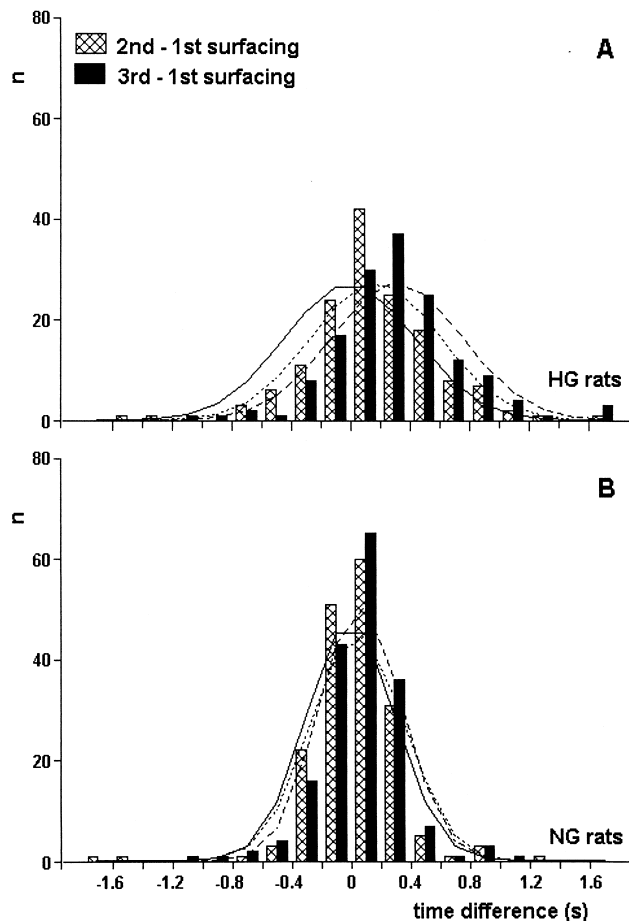 80
A
2nd - 1st surfacing
3rd - 1st surfacing
n
60
40
20
HG rats
0
80
B
n
60
40
20
NG rats
0
-1.6 -1.2 -0.8 -0.4 0 0.4 0.8 1.2 1.6
time difference (s)